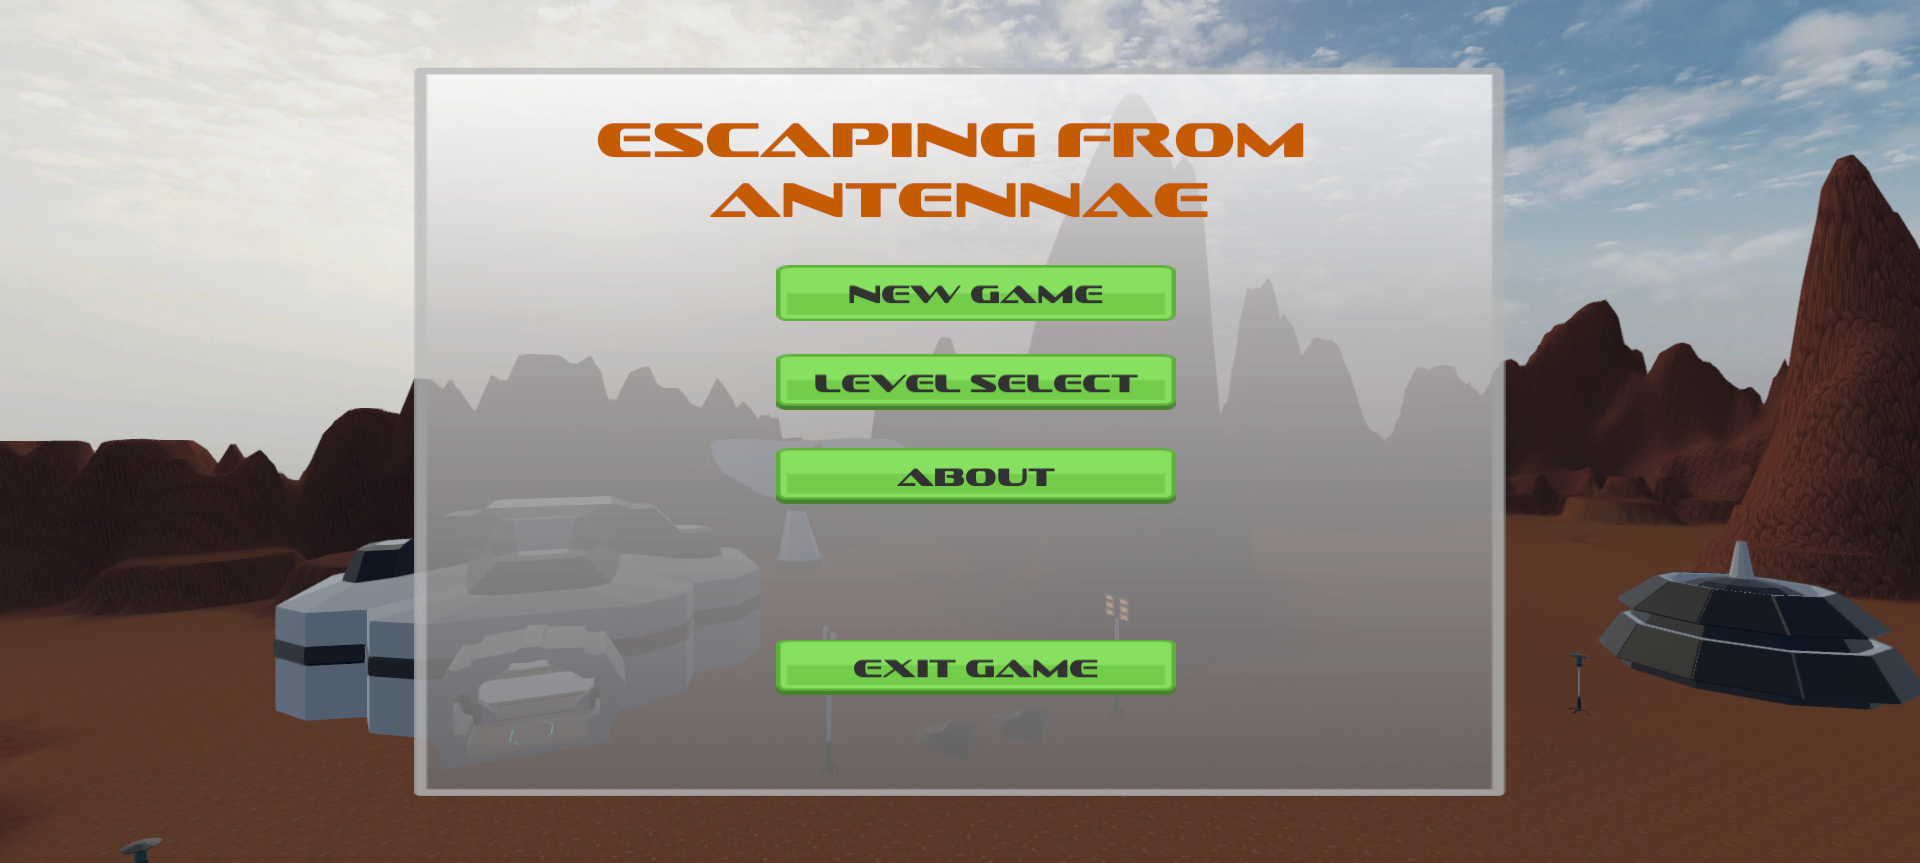 ESCAPING FROM
ANTENNAE
NEW GAME
LEVEL SELECT
ABOUT
EXIT GAME